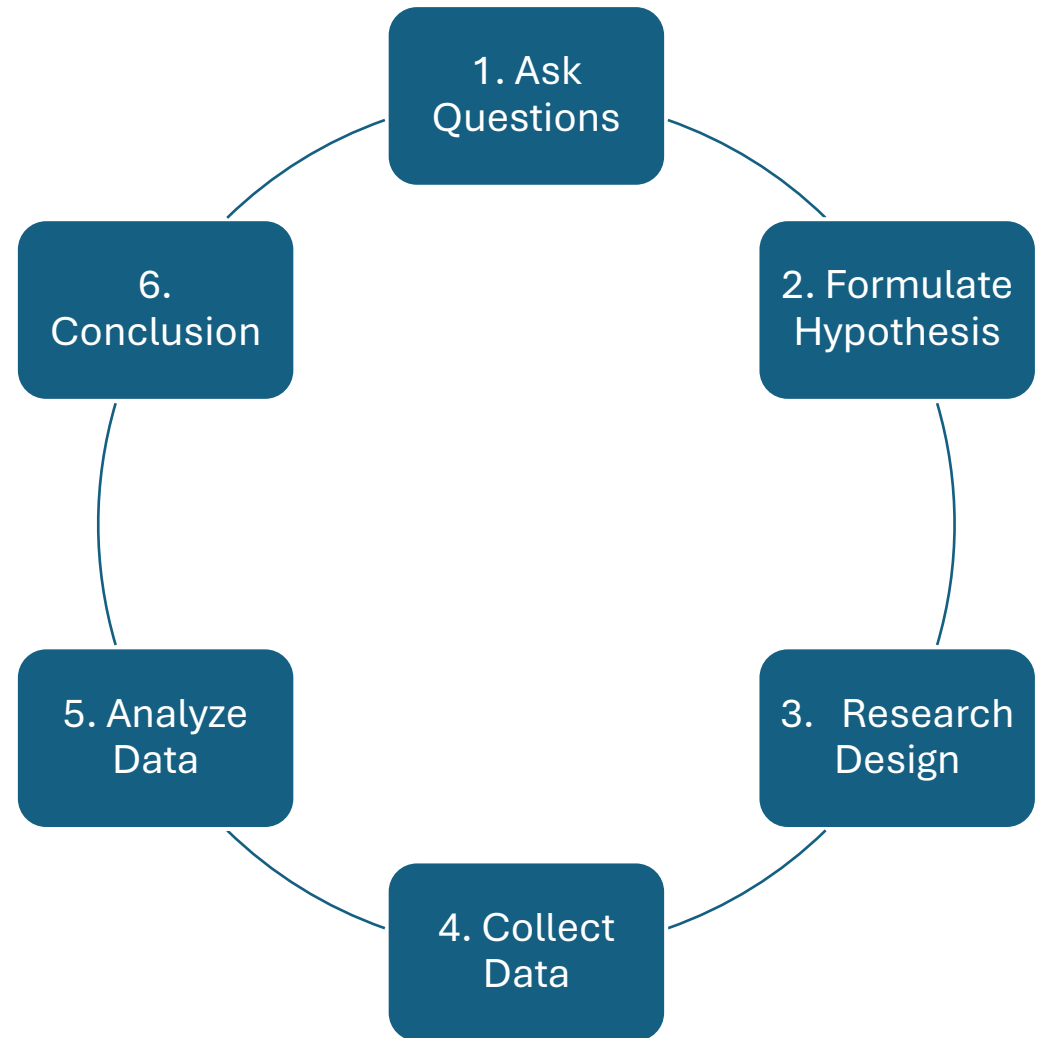 1. Ask
Questions
2. Formulate
Hypothesis
3. Research
Design
4. Collect
Data
5. Analyze
Data
6.
Conclusion